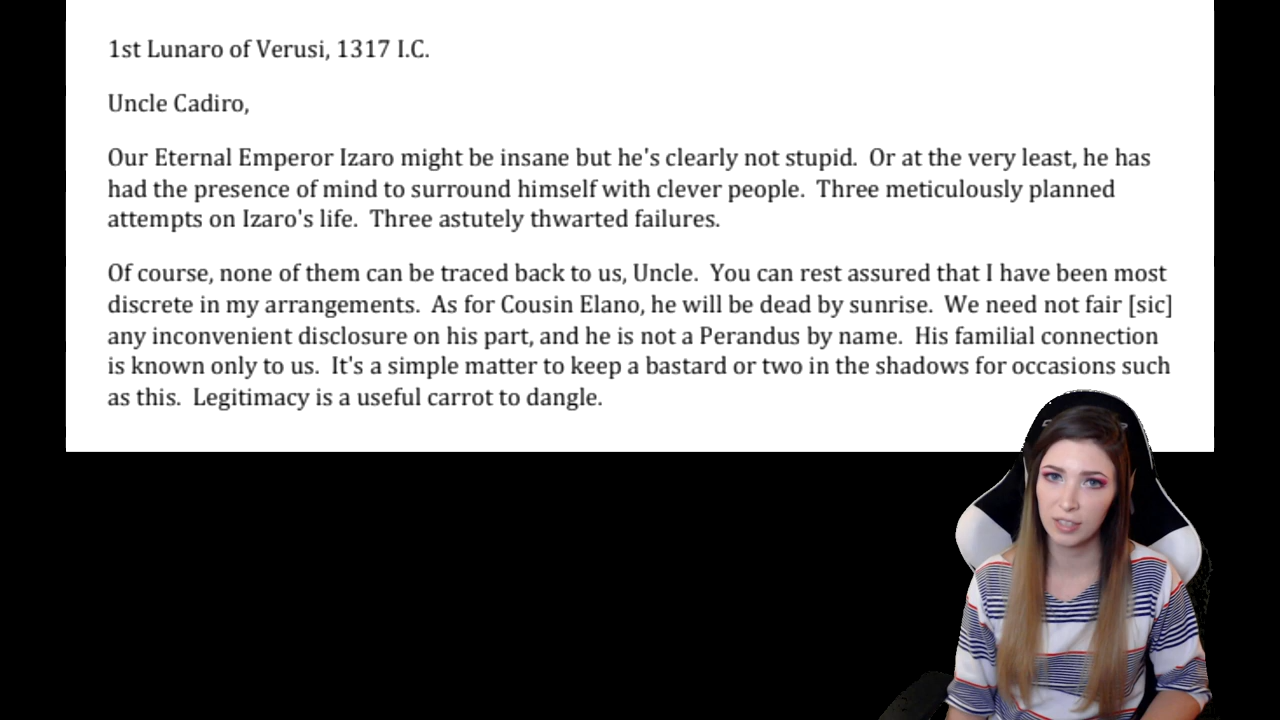 1st Lunaro of Verusi, 1317 I.C.
Uncle Cadiro,
Our Eternal Emperor Izaro might be insane but he's clearly not stupid.  Or at the very least, he has
had the presence of mind to surround himself with clever people.  Three meticulously planned
attempts on Izaro's life.  Three astutely thwarted failures.
Of course, none of them can be traced back to us, Uncle.  You can rest assured that I have been most
discrete in my arrangements.  As for Cousin Elano, he will be dead by sunrise.  We need not fair [sic]
any inconvenient disclosure on his part, and he is not a Perandus by name.  His familial connection
is known only to us.  It's a simple matter to keep a bastard or two in the shadows for occasions such
as this.  Legitimacy is a useful carrot to dangle.